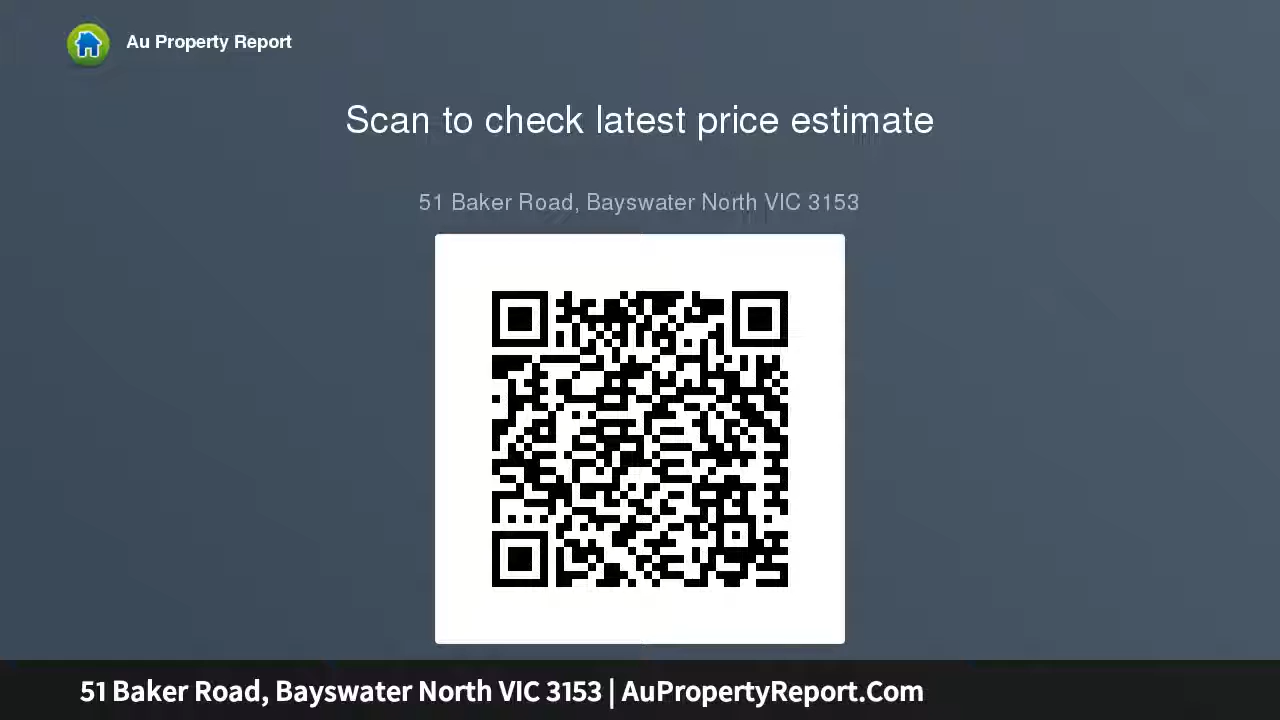 Au Property Report
Scan to check latest price estimate
51 Baker Road, Bayswater North VIC 3153
51 Baker Road, Bayswater North VIC 3153 | AuPropertyReport.Com